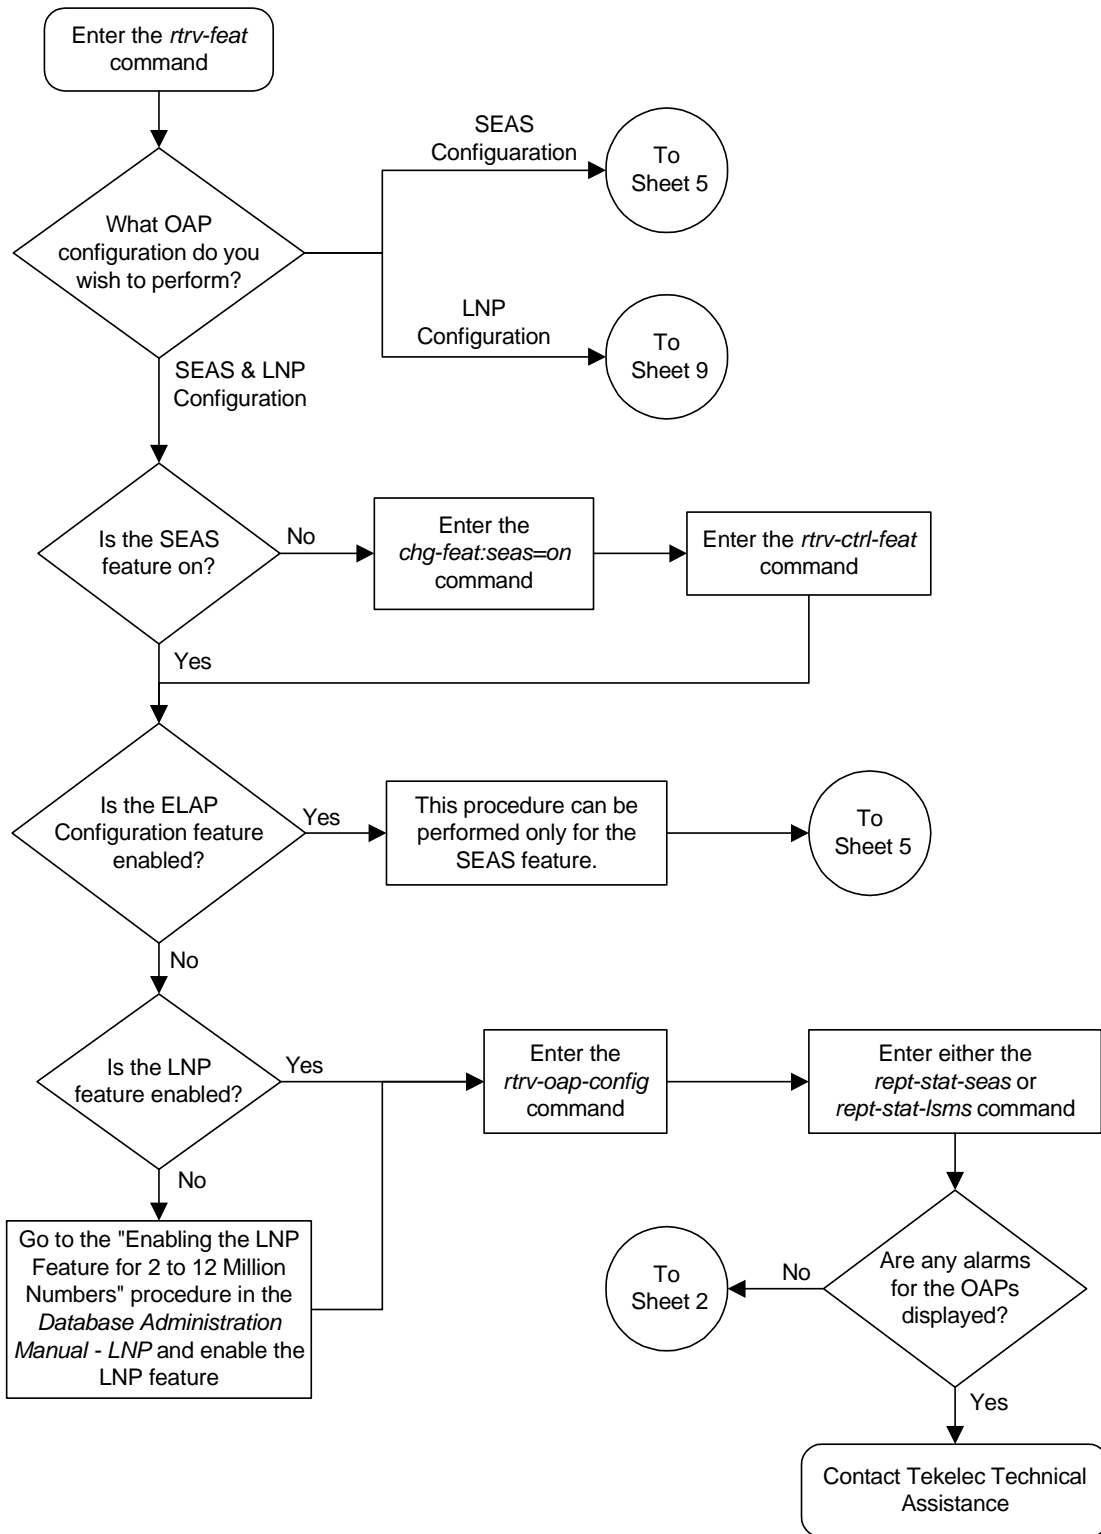 Enter the rtrv-feat
command
SEAS
Configuaration
To
Sheet 5
What OAP
configuration do you
wish to perform?
LNP
Configuration
To
Sheet 9
SEAS & LNP
Configuration
Is the SEAS
feature on?
No
Enter the
chg-feat:seas=on
command
Enter the rtrv-ctrl-feat
command
Yes
Is the ELAP
Configuration feature
enabled?
Yes
This procedure can be
performed only for the
SEAS feature.
To
Sheet 5
No
Is the LNP
feature enabled?
Yes
Enter the
rtrv-oap-config
command
Enter either the
rept-stat-seas or
rept-stat-lsms command
No
Go to the "Enabling the LNP
Feature for 2 to 12 Million
Numbers" procedure in the
Database Administration
Manual - LNP and enable the
LNP feature
To
Sheet 2
No
Are any alarms
for the OAPs
displayed?
Yes
Contact Tekelec Technical
Assistance